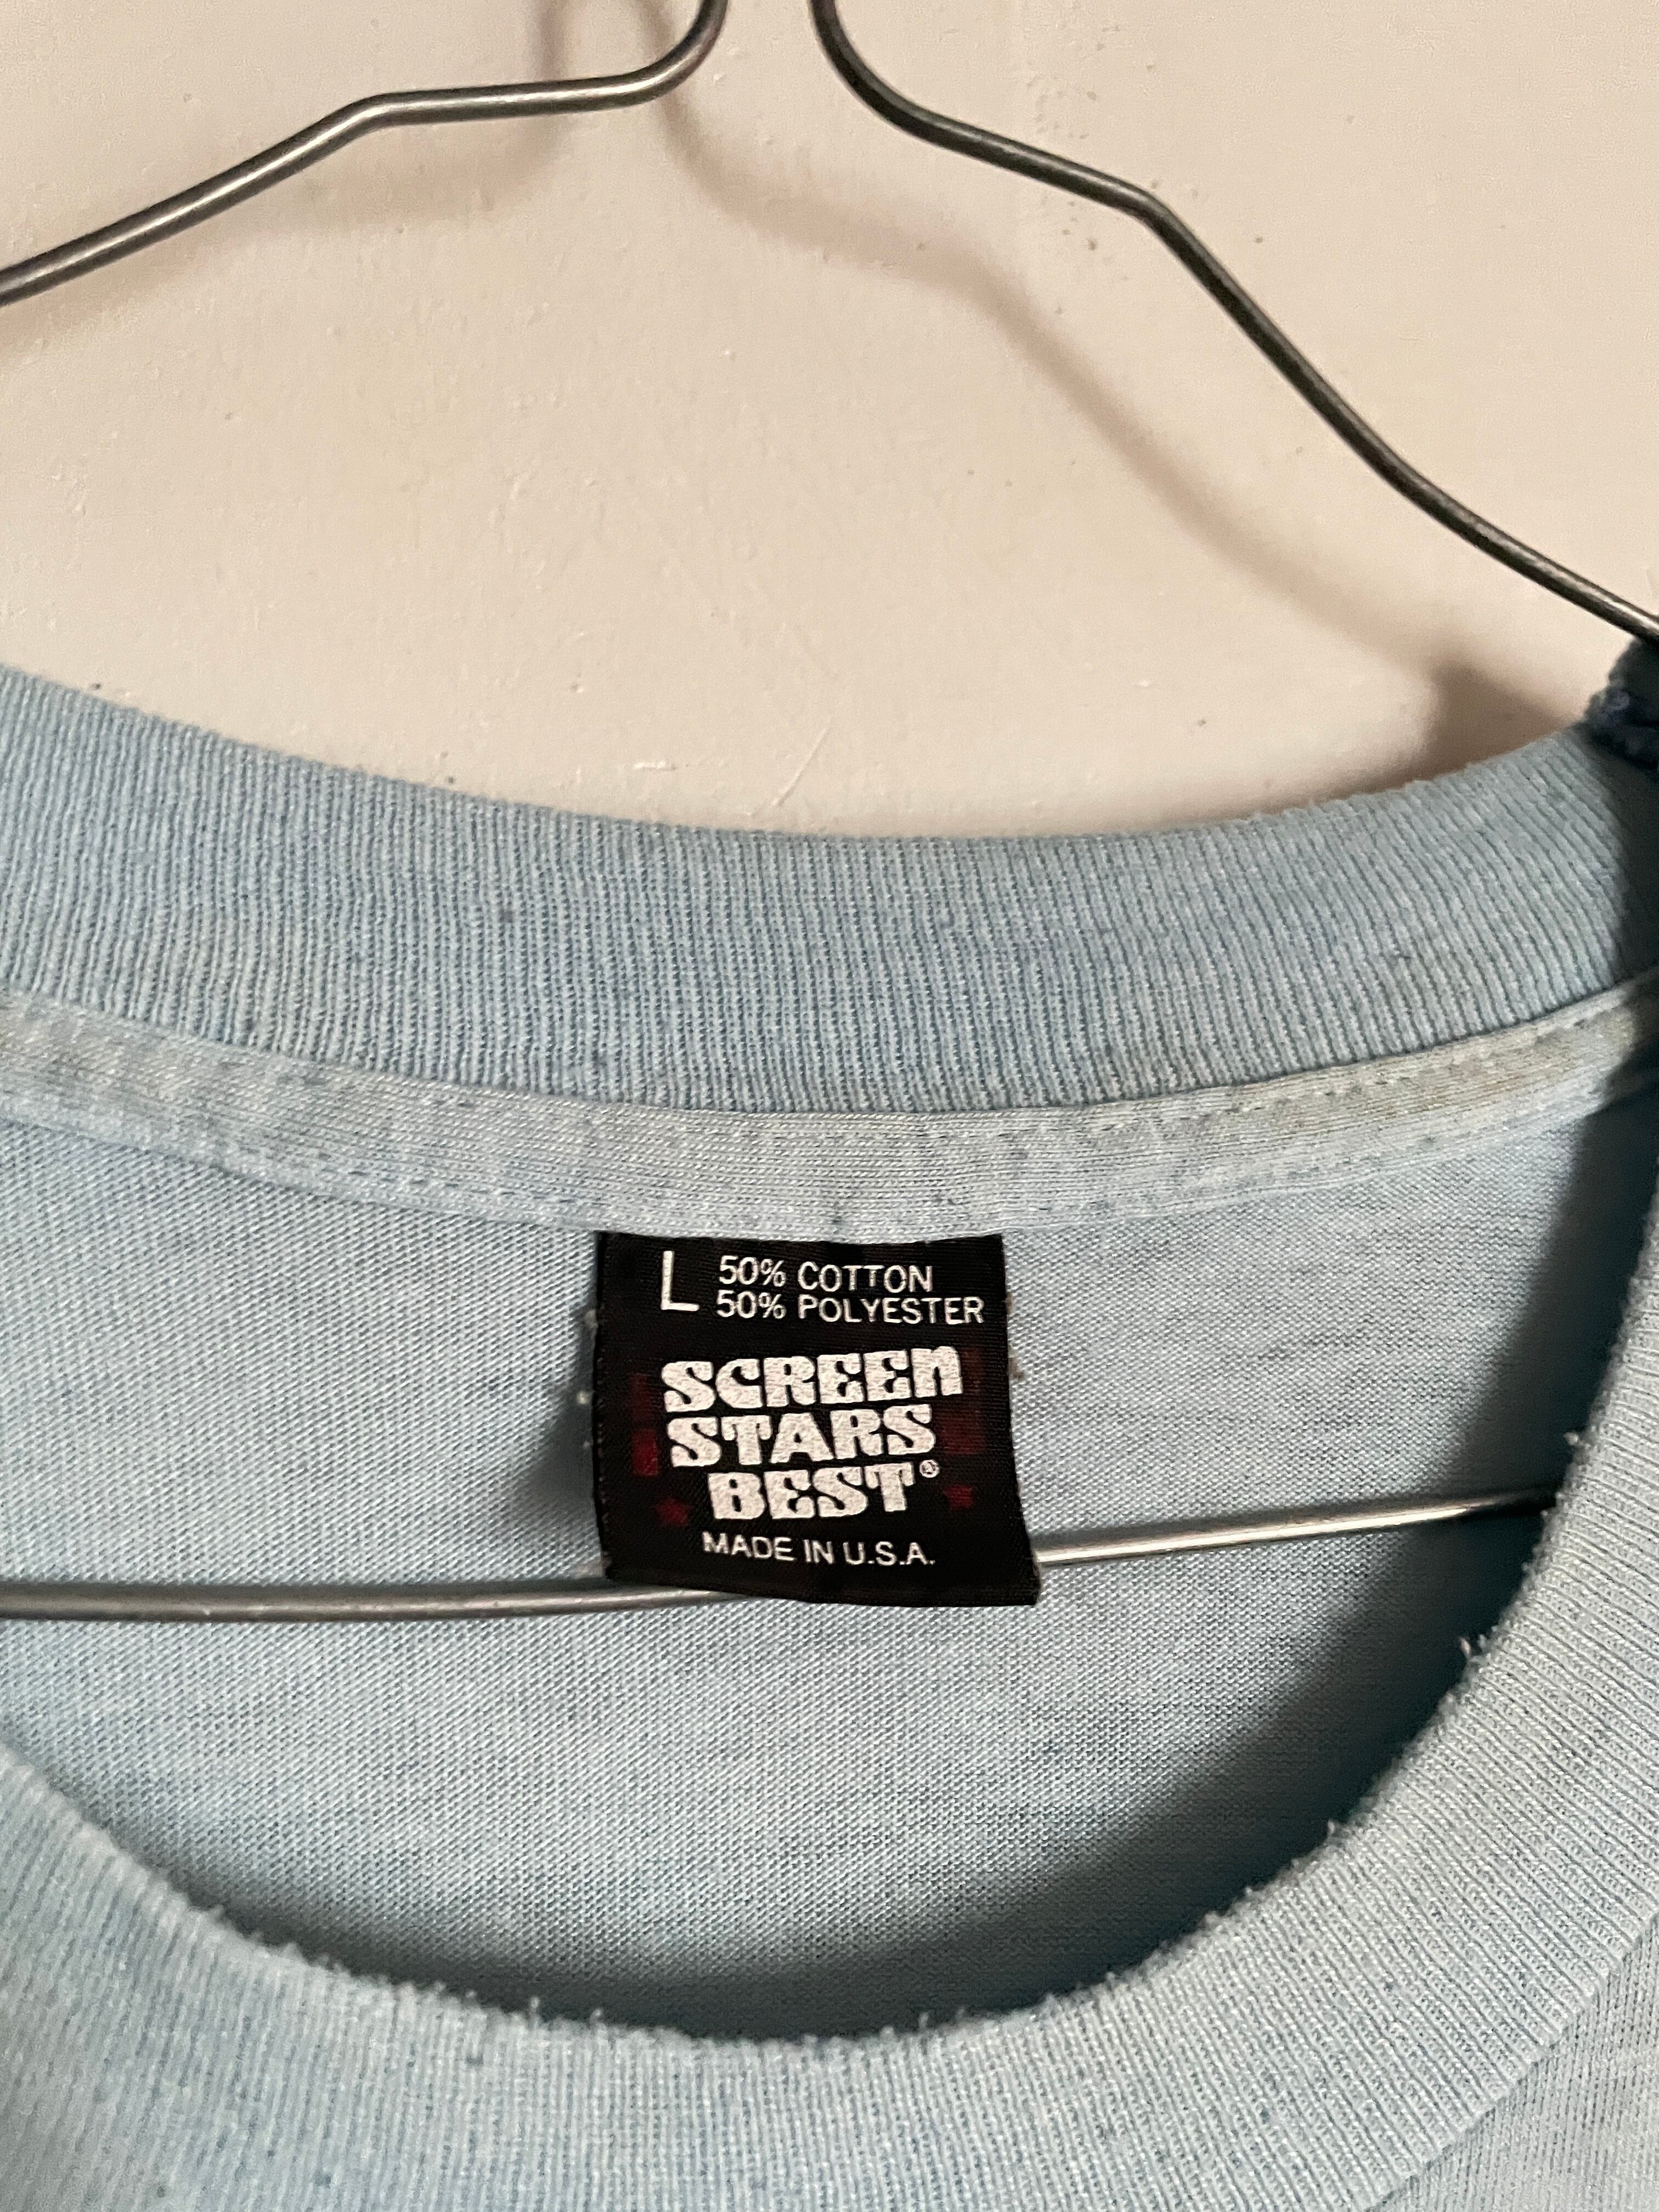 L 50% COTTON
50% POLYESTER
SCREEN
STARS
BEST®
MADE IN U.S.A.